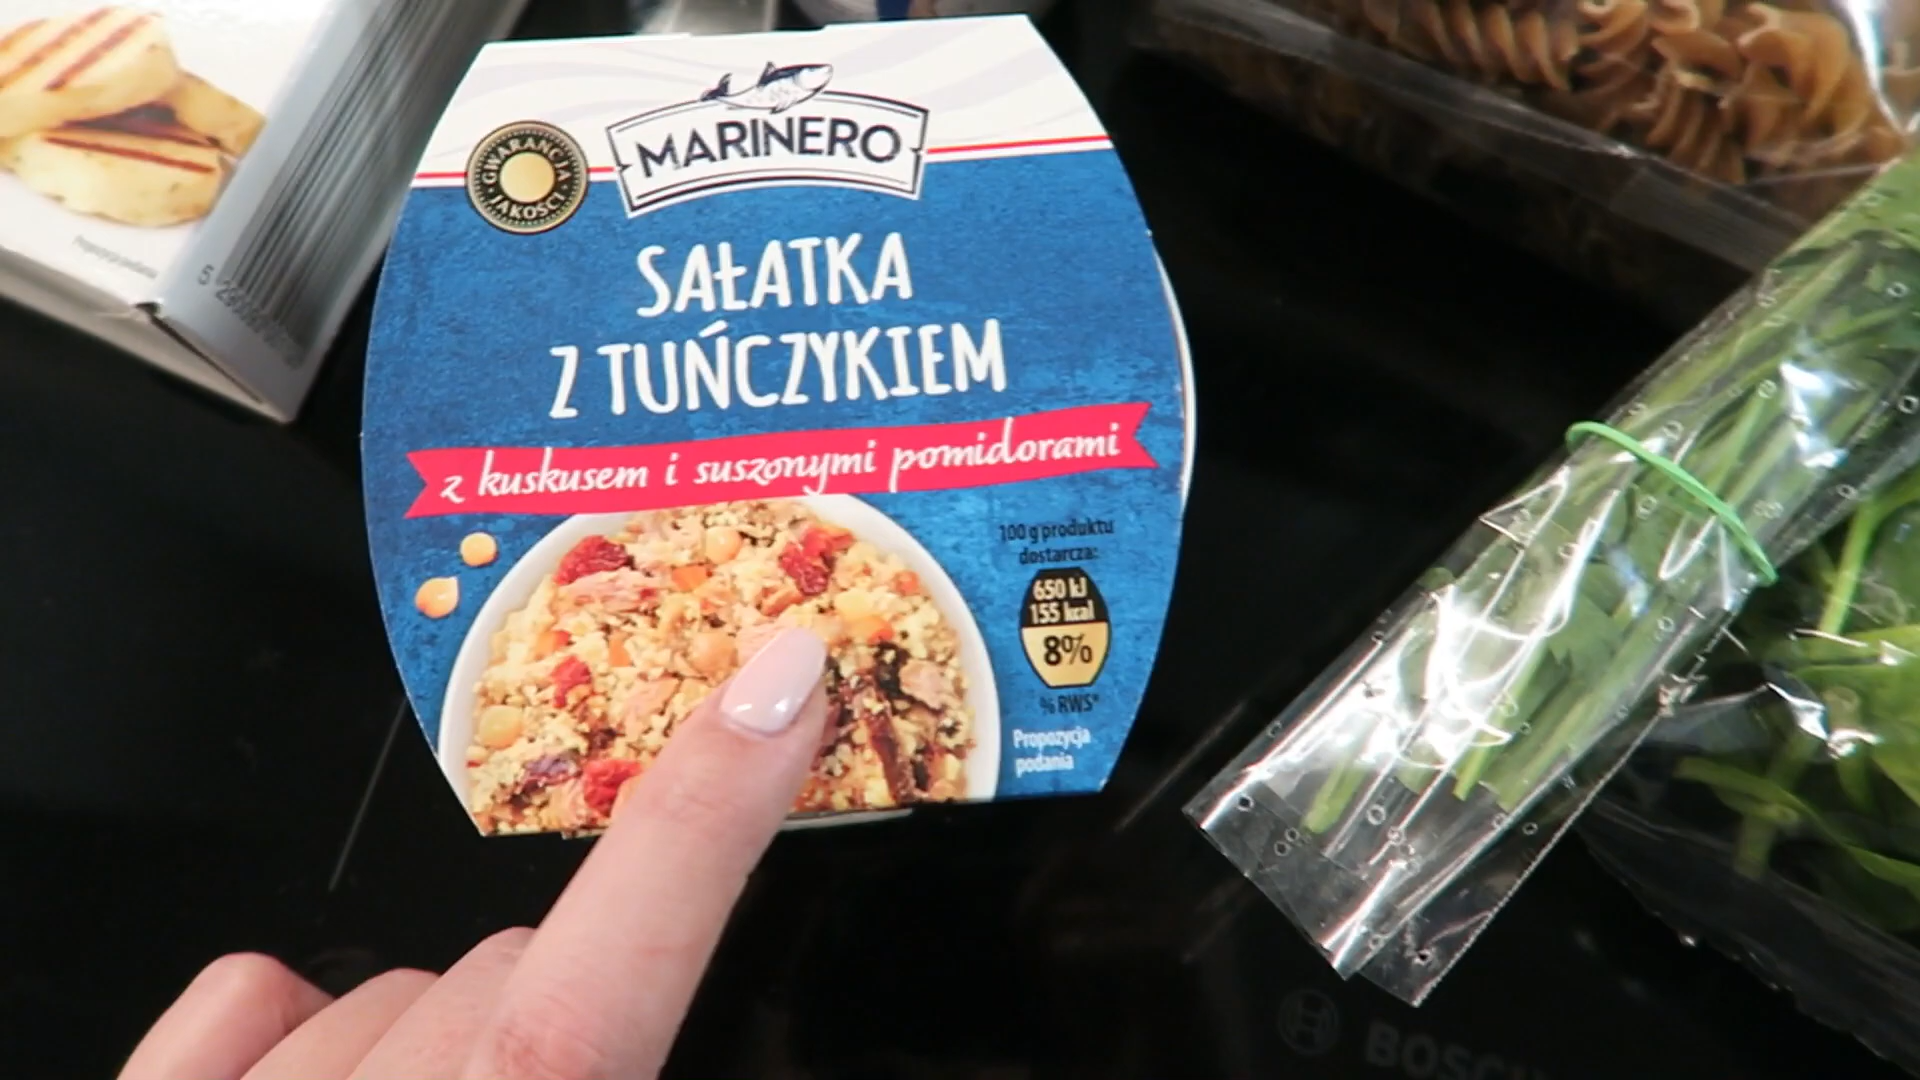 MARINERO
GWARANCJA
JAKOŚCI
SAŁATKA
Z TUŃCZYKIEM
z kuskusem i suszonymi pomidorami
100 g produktu
dostarcza:
650 kJ
155 kcal
8%
% RWS*
Propozycja
podania
Propozycja podania
BOSCH